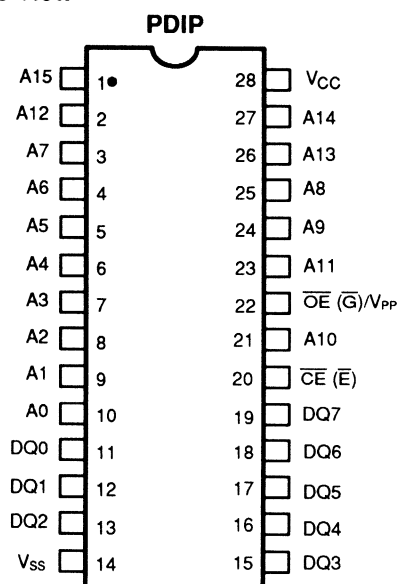 PDIP
A15 1 28 VCC
A12 2 27 A14
A7 3 26 A13
A6 4 25 A8
A5 5 24 A9
A4 6 23 A11
A3 7 22 O̅E̅ (G̅)/VPP
A2 8 21 A10
A1 9 20 C̅E̅ (E̅)
A0 10 19 DQ7
DQ0 11 18 DQ6
DQ1 12 17 DQ5
DQ2 13 16 DQ4
VSS 14 15 DQ3